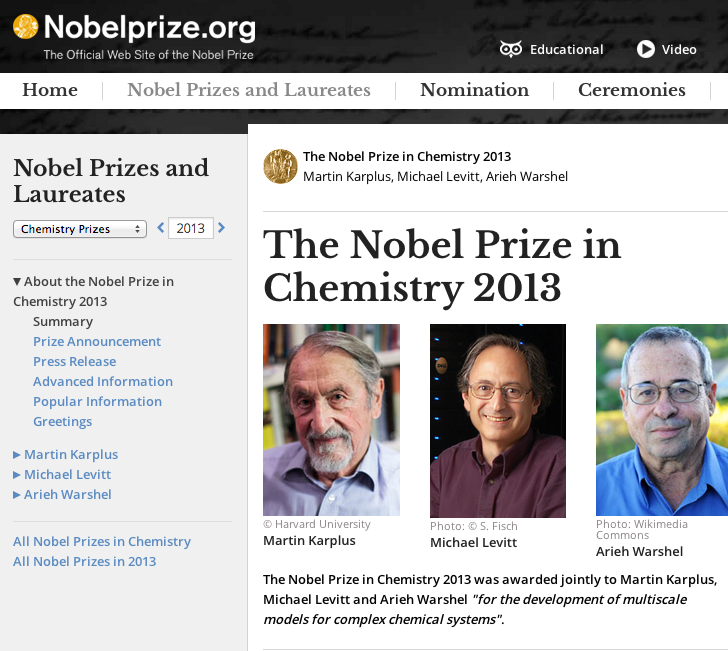 Nobelprize.org
The Official Web Site of the Nobel Prize
Educational
Video
Home
Nobel Prizes and Laureates
Nomination
Ceremonies
Nobel Prizes and
Laureates
Chemistry Prizes
2013
▼ About the Nobel Prize in
Chemistry 2013
Summary
Prize Announcement
Press Release
Advanced Information
Popular Information
Greetings
▶ Martin Karplus
▶ Michael Levitt
▶ Arieh Warshel
All Nobel Prizes in Chemistry
All Nobel Prizes in 2013
The Nobel Prize in Chemistry 2013
Martin Karplus, Michael Levitt, Arieh Warshel
The Nobel Prize in
Chemistry 2013
© Harvard University
Martin Karplus
Photo: © S. Fisch
Michael Levitt
Photo: Wikimedia
Commons
Arieh Warshel
The Nobel Prize in Chemistry 2013 was awarded jointly to Martin Karplus,
Michael Levitt and Arieh Warshel "for the development of multiscale
models for complex chemical systems".